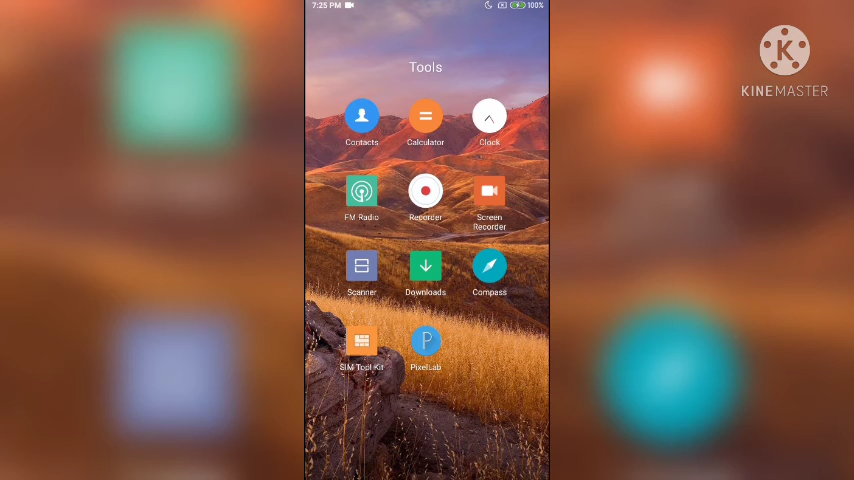 7:25 PM
100%
Tools
K
KINEMASTER
Contacts
Calculator
Clock
FM Radio
Recorder
Screen
Recorder
Scanner
Downloads
Compass
P
SIM Tool Kit
PixelLab